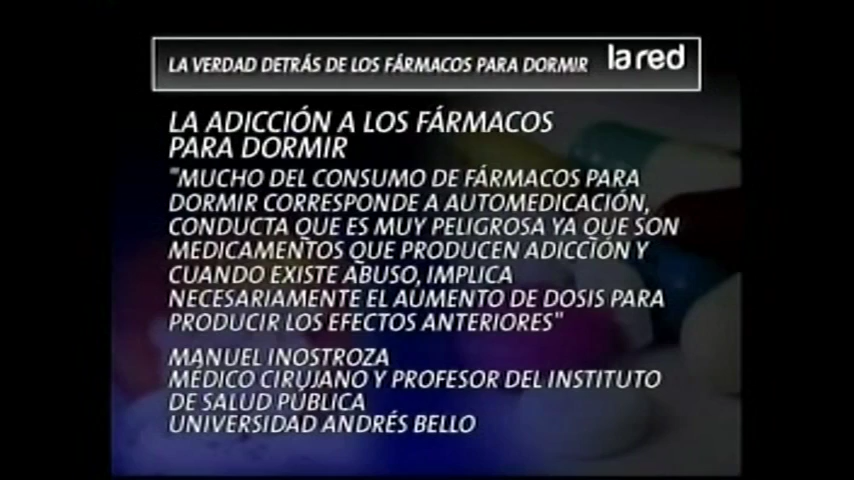 LA VERDAD DETRÁS DE LOS FÁRMACOS PARA DORMIR la red
LA ADICCIÓN A LOS FÁRMACOS
PARA DORMIR
"MUCHO DEL CONSUMO DE FÁRMACOS PARA
DORMIR CORRESPONDE A AUTOMEDICACIÓN,
CONDUCTA QUE ES MUY PELIGROSA YA QUE SON
MEDICAMENTOS QUE PRODUCEN ADICCIÓN Y
CUANDO EXISTE ABUSO, IMPLICA
NECESARIAMENTE EL AUMENTO DE DOSIS PARA
PRODUCIR LOS EFECTOS ANTERIORES"
MANUEL INOSTROZA
MÉDICO CIRUJANO Y PROFESOR DEL INSTITUTO
DE SALUD PÚBLICA
UNIVERSIDAD ANDRÉS BELLO